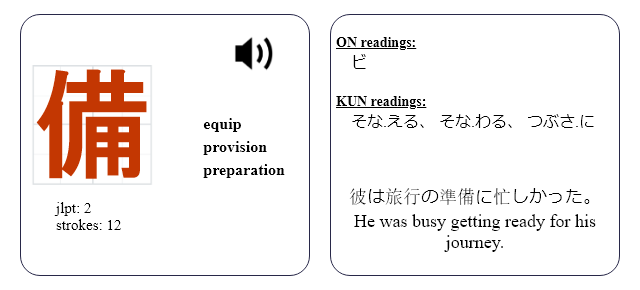 備
equip
provision
preparation
jlpt: 2
strokes: 12
ON readings:
ビ
KUN readings:
そな.える、 そな.わる、 つぶさ.に
彼は旅行の準備に忙しかった。
He was busy getting ready for his
journey.